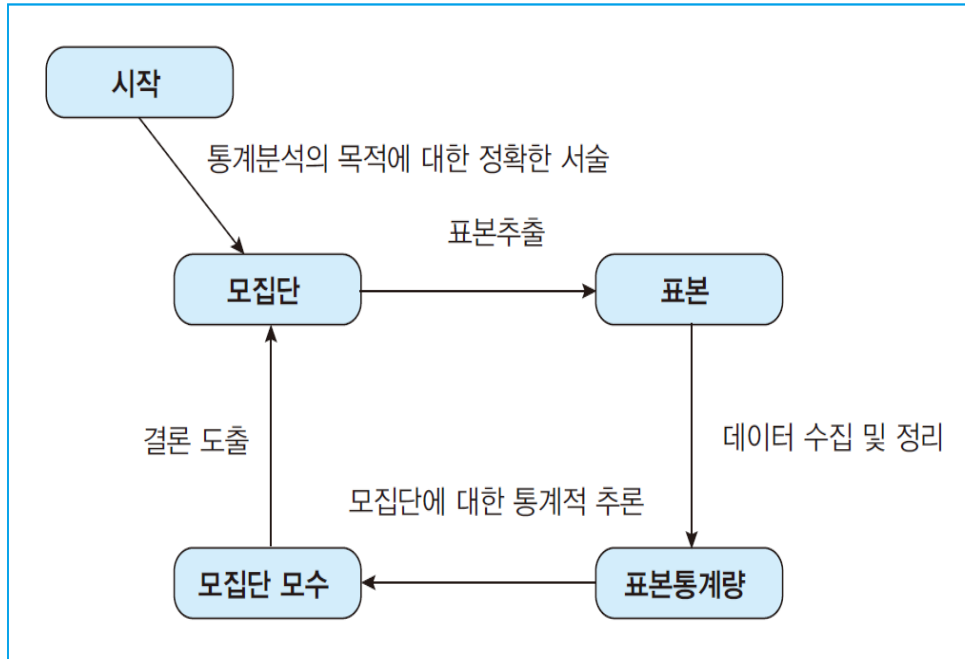 시작
통계분석의 목적에 대한 정확한 서술
표본추출
모집단
표본
결론 도출
데이터 수집 및 정리
모집단에 대한 통계적 추론
모집단 모수
표본통계량